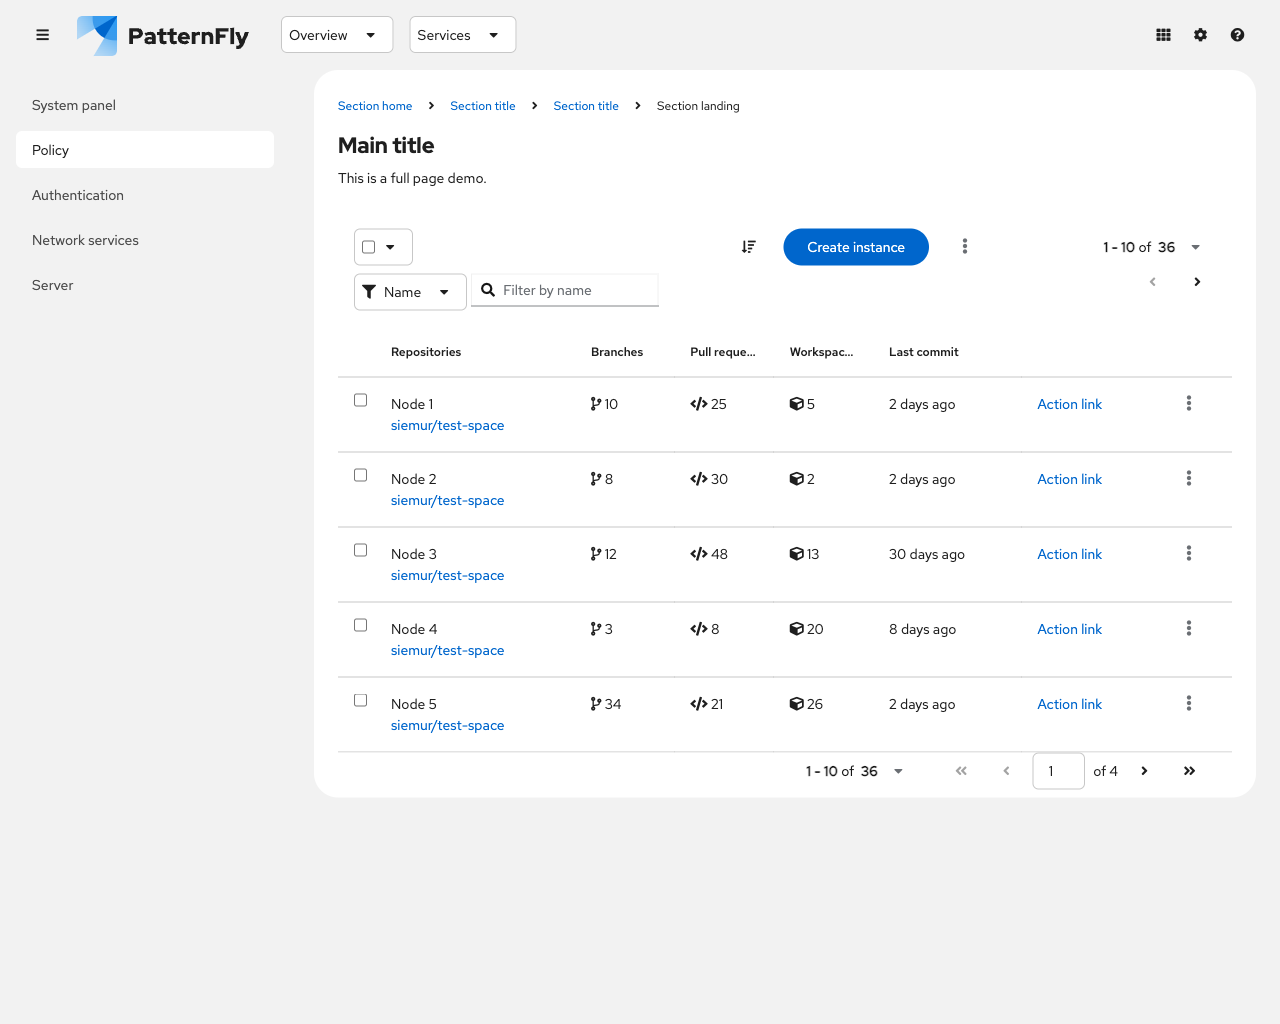 PatternFly
Overview
Services
System panel
Policy
Authentication
Network services
Server
Section home
Section title
Section title
Section landing
Main title
This is a full page demo.
Create instance
1 - 10 of 36
Name
Filter by name
Repositories Branches Pull reque... Workspac... Last commit
Node 1 10 25 5 2 days ago Action link
siemur/test-space
Node 2 8 30 2 2 days ago Action link
siemur/test-space
Node 3 12 48 13 30 days ago Action link
siemur/test-space
Node 4 3 8 20 8 days ago Action link
siemur/test-space
Node 5 34 21 26 2 days ago Action link
siemur/test-space
1 - 10 of 36 1 of 4